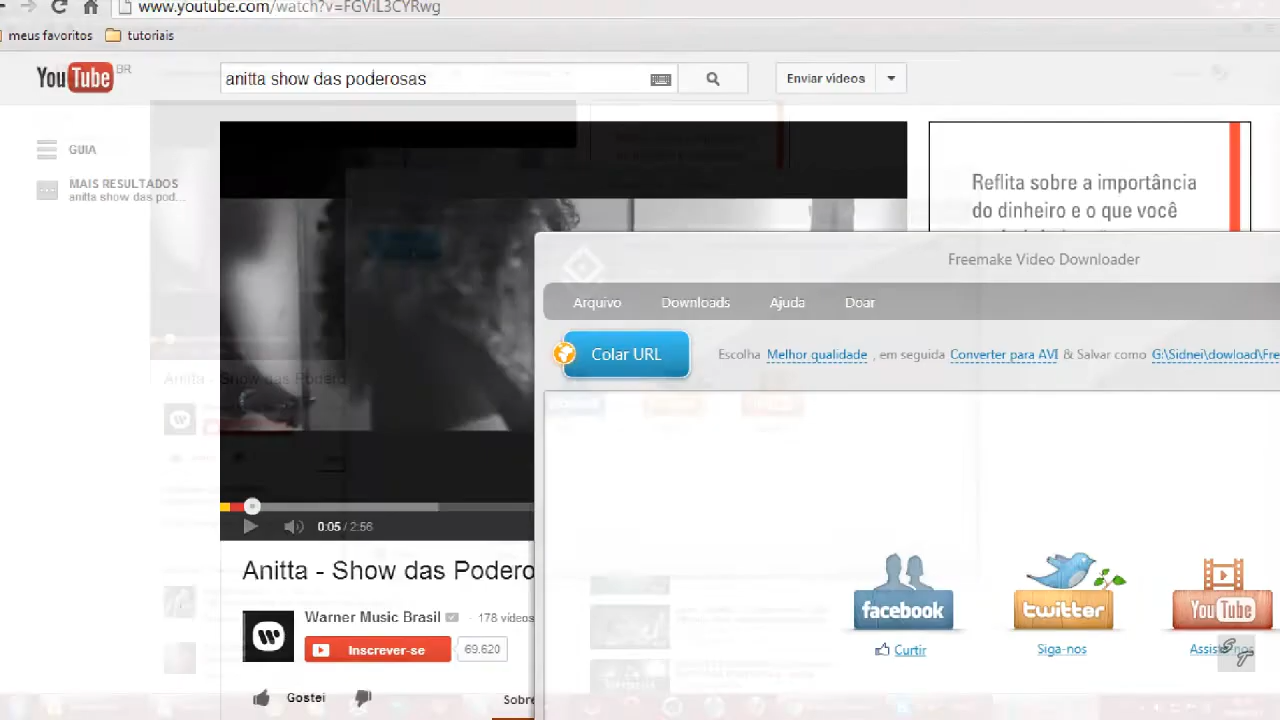 www.youtube.com/watch?v=FGViL3CYRwg
meus favoritos
tutoriais
YouTube BR
anitta show das poderosas
Enviar vídeos
GUIA
MAIS RESULTADOS
anitta show das pod...
Reflita sobre a importância
do dinheiro e o que você
Freemake Video Downloader
Arquivo
Downloads
Ajuda
Doar
Colar URL
Escolha Melhor qualidade , em seguida Converter para AVI & Salvar como G:\Sidnei\dowload\Fre
Anitta - Show das Poderd
0:05 / 2:56
Anitta - Show das Podero
Warner Music Brasil
178 vídeos
Inscrever-se
69.620
Gostei
Sobre
facebook
twitter
YouTube
Curtir
Siga-nos